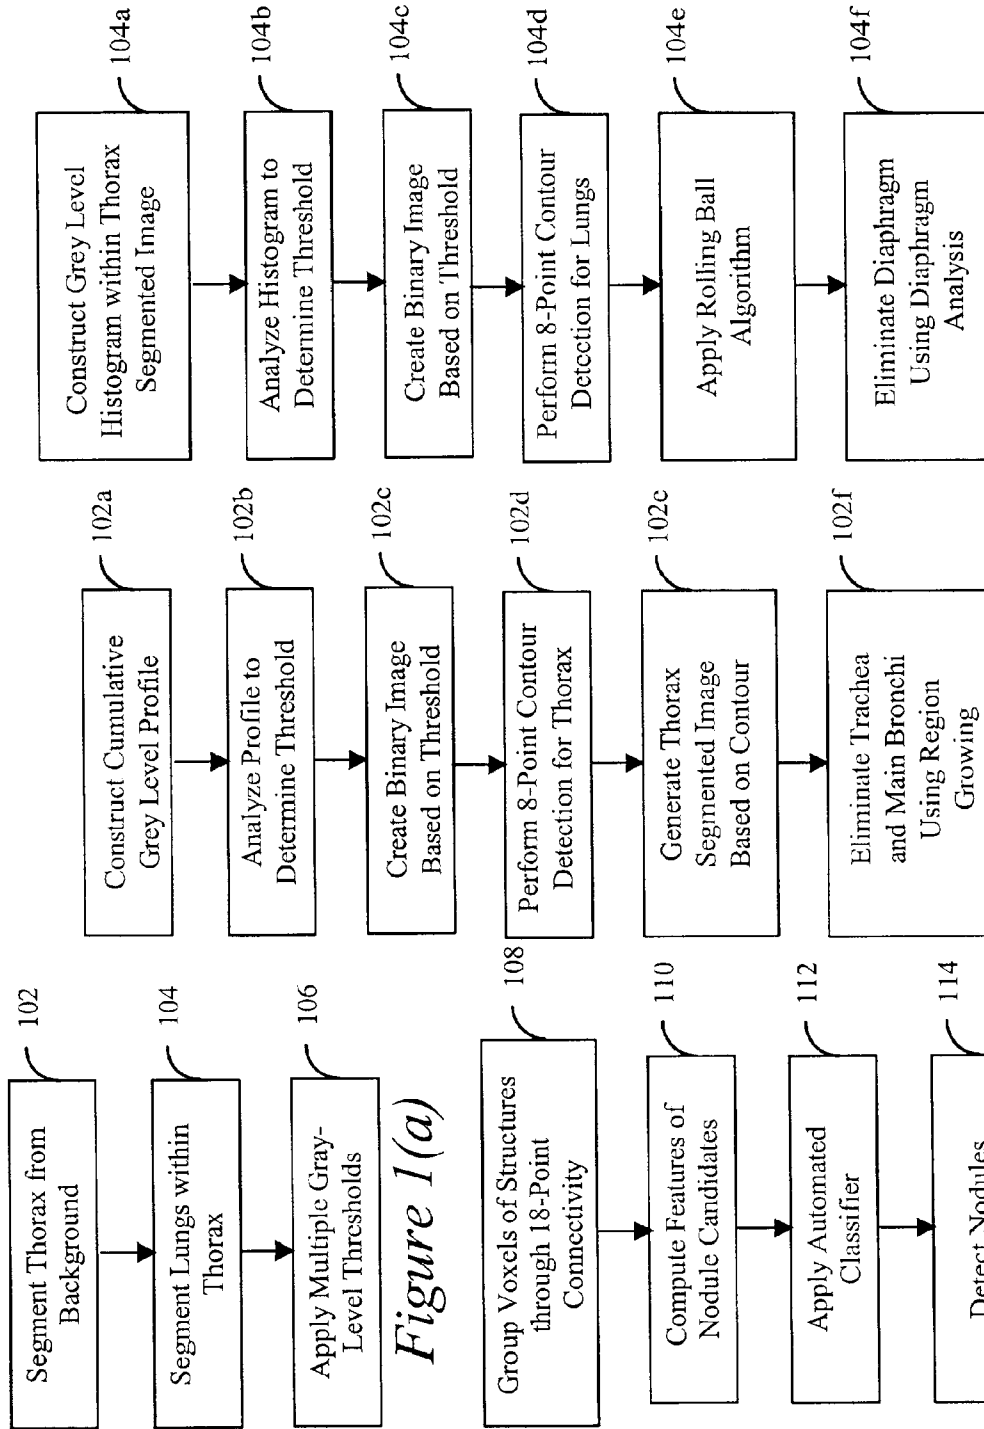 102
Segment Thorax from
Background
104
Segment Lungs within
Thorax
106
Apply Multiple Gray-
Level Thresholds
Figure 1(a)
108
Group Voxels of Structures
through 18-Point
Connectivity
110
Compute Features of
Nodule Candidates
112
Apply Automated
Classifier
114
Detect Nodules
102a
Construct Cumulative
Grey Level Profile
102b
Analyze Profile to
Determine Threshold
102c
Create Binary Image
Based on Threshold
102d
Perform 8-Point Contour
Detection for Thorax
102e
Generate Thorax
Segmented Image
Based on Contour
102f
Eliminate Trachea
and Main Bronchi
Using Region
Growing
104a
Construct Grey Level
Histogram within Thorax
Segmented Image
104b
Analyze Histogram to
Determine Threshold
104c
Create Binary Image
Based on Threshold
104d
Perform 8-Point Contour
Detection for Lungs
104e
Apply Rolling Ball
Algorithm
104f
Eliminate Diaphragm
Using Diaphragm
Analysis